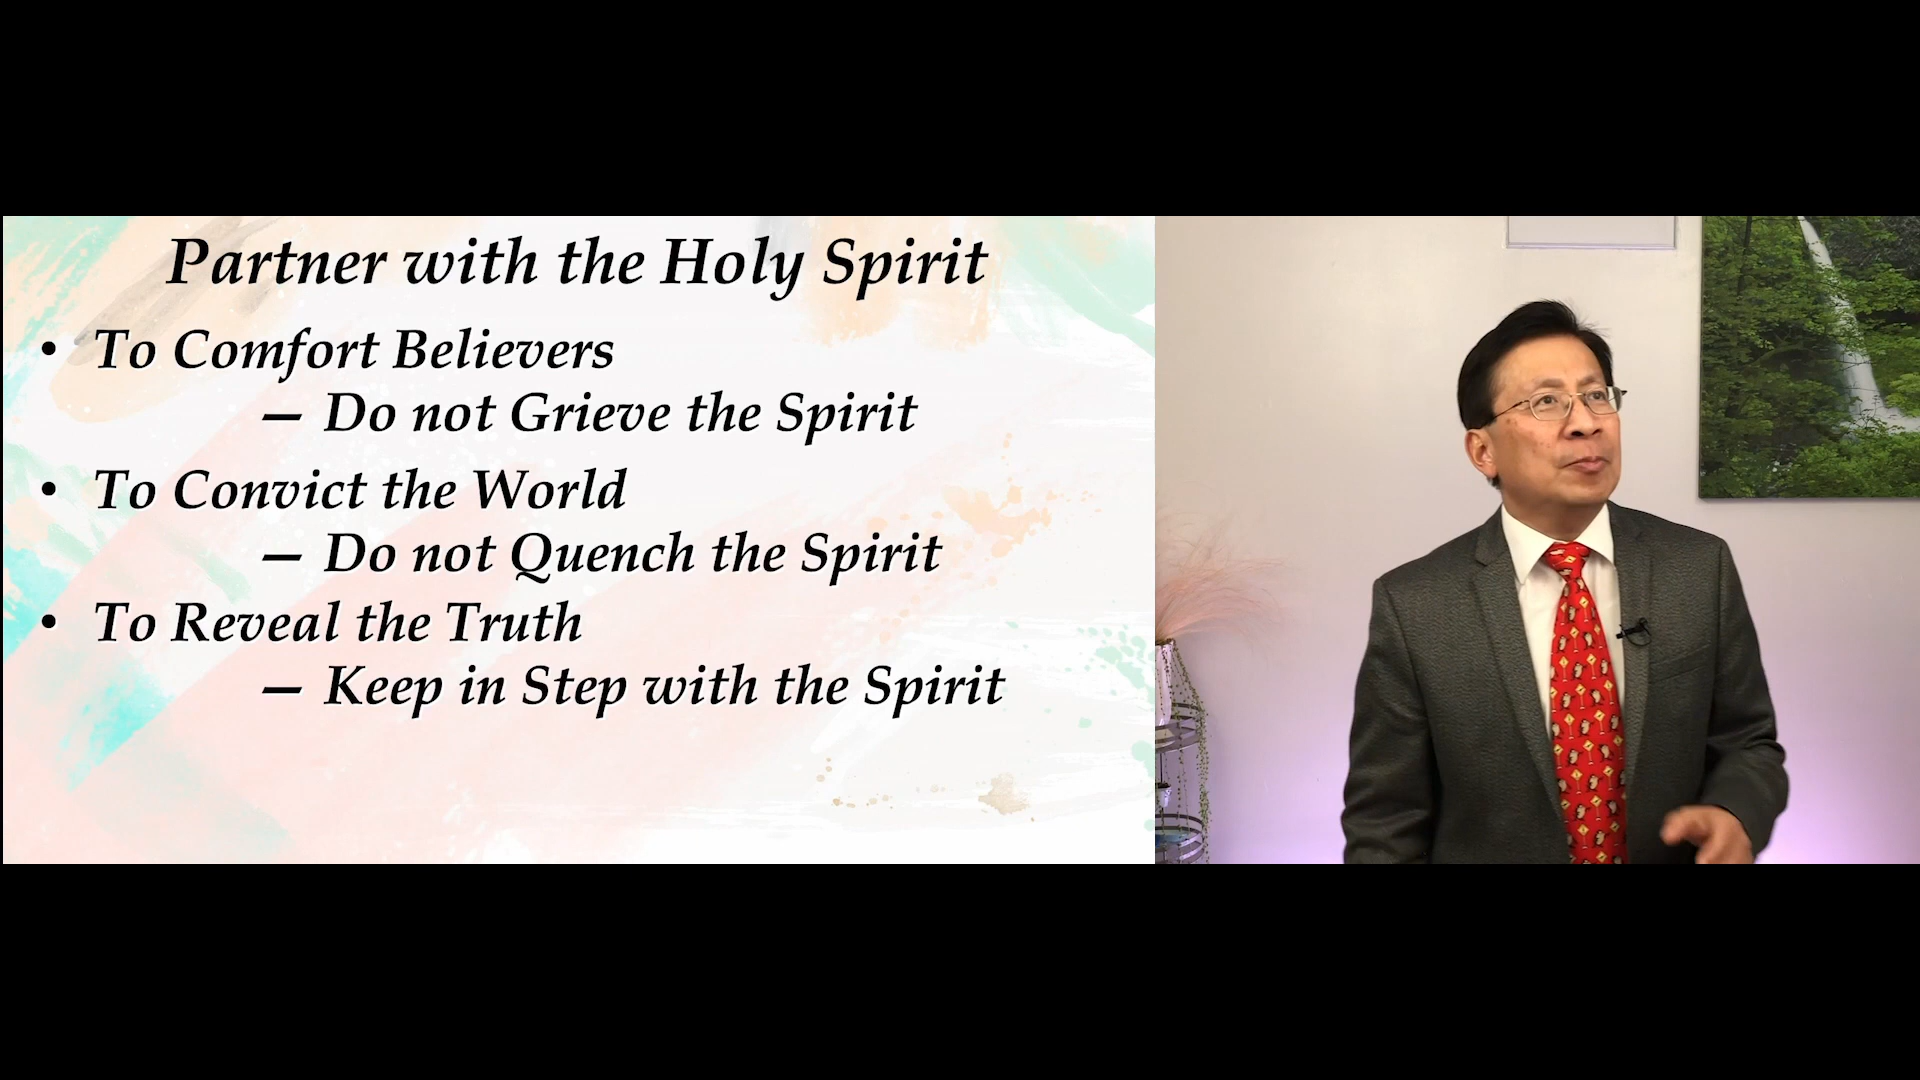 Partner with the Holy Spirit
• To Comfort Believers
— Do not Grieve the Spirit
• To Convict the World
— Do not Quench the Spirit
• To Reveal the Truth
— Keep in Step with the Spirit